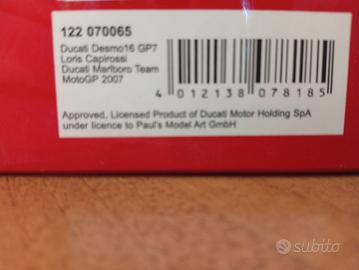 122 070065
Ducati Desmo16 GP7
Loris Capirossi
Ducati Marlboro Team
MotoGP 2007
4 012138 078185
Approved, Licensed Product of Ducati Motor Holding SpA
under licence to Paul's Model Art GmbH
subito